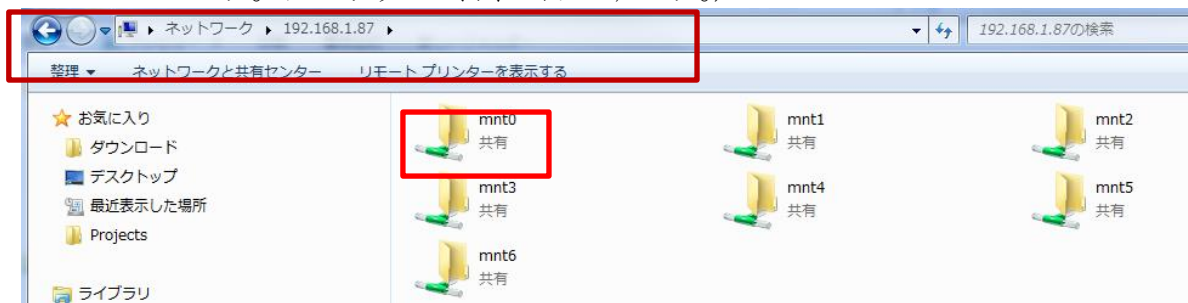 ネットワーク ▸ 192.168.1.87 ▸
192.168.1.87の検索
整理 ▼ ネットワークと共有センター リモート プリンターを表示する
お気に入り
ダウンロード
デスクトップ
最近表示した場所
Projects
ライブラリ
mnt0
共有
mnt1
共有
mnt2
共有
mnt3
共有
mnt4
共有
mnt5
共有
mnt6
共有